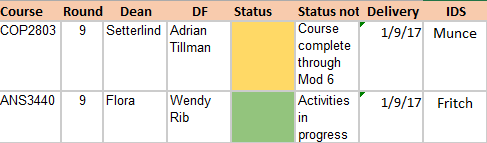 Course Round Dean DF Status Status not Delivery IDS
COP2803 9 Setterlind Adrian Tillman Course complete through Mod 6 1/9/17 Munce
ANS3440 9 Flora Wendy Rib Activities in progress 1/9/17 Fritch